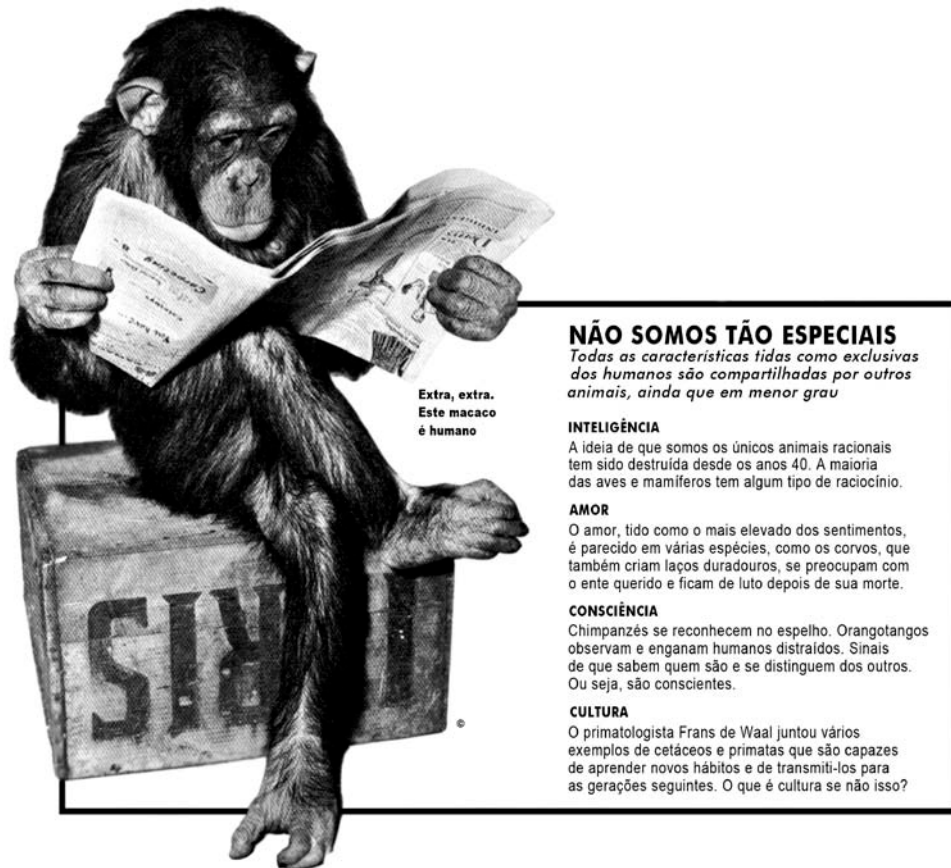 Extra, extra.
Este macaco
é humano
NÃO SOMOS TÃO ESPECIAIS
Todas as características tidas como exclusivas
dos humanos são compartilhadas por outros
animais, ainda que em menor grau
INTELIGÊNCIA
A ideia de que somos os únicos animais racionais
tem sido destruída desde os anos 40. A maioria
das aves e mamíferos tem algum tipo de raciocínio.
AMOR
O amor, tido como o mais elevado dos sentimentos,
é parecido em várias espécies, como os corvos, que
também criam laços duradouros, se preocupam com
o ente querido e ficam de luto depois de sua morte.
CONSCIÊNCIA
Chimpanzés se reconhecem no espelho. Orangotangos
observam e enganam humanos distraídos. Sinais
de que sabem quem são e se distinguem dos outros.
Ou seja, são conscientes.
CULTURA
O primatologista Frans de Waal juntou vários
exemplos de cetáceos e primatas que são capazes
de aprender novos hábitos e de transmiti-los para
as gerações seguintes. O que é cultura se não isso?
©